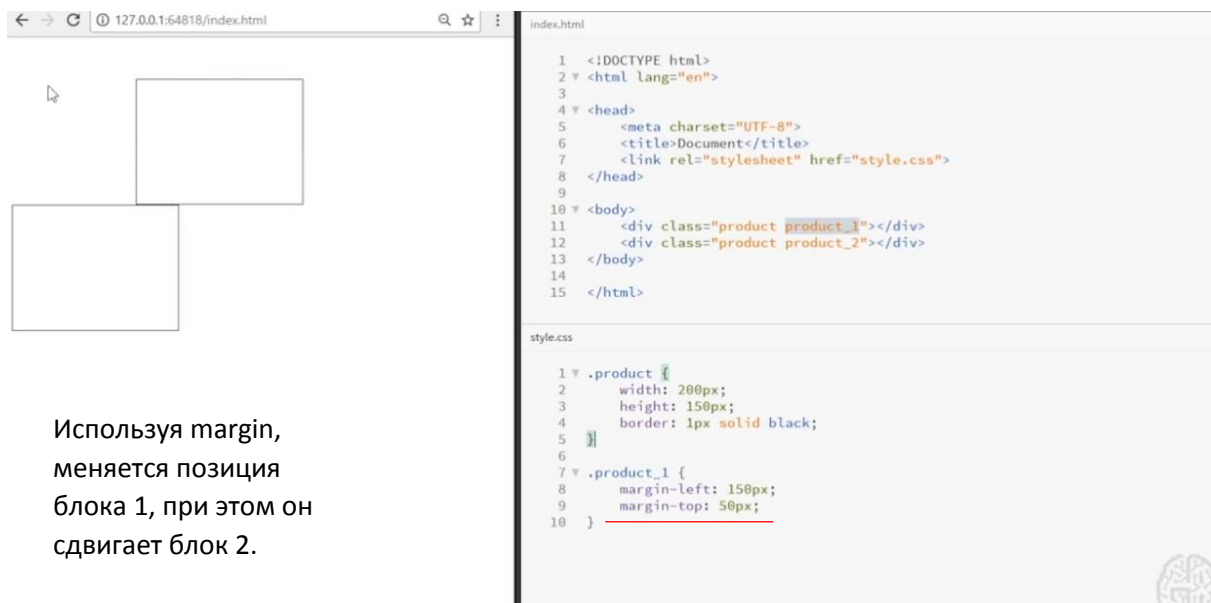 127.0.0.1:64818/index.html
index.html
1 <!DOCTYPE html>
2 <html lang="en">
3
4 <head>
5 <meta charset="UTF-8">
6 <title>Document</title>
7 <link rel="stylesheet" href="style.css">
8 </head>
9
10 <body>
11 <div class="product product_1"></div>
12 <div class="product product_2"></div>
13 </body>
14
15 </html>
style.css
1 .product {
2 width: 200px;
3 height: 150px;
4 border: 1px solid black;
5 }
6
7 .product_1 {
8 margin-left: 150px;
9 margin-top: 50px;
10 }
Используя margin,
меняется позиция
блока 1, при этом он
сдвигает блок 2.